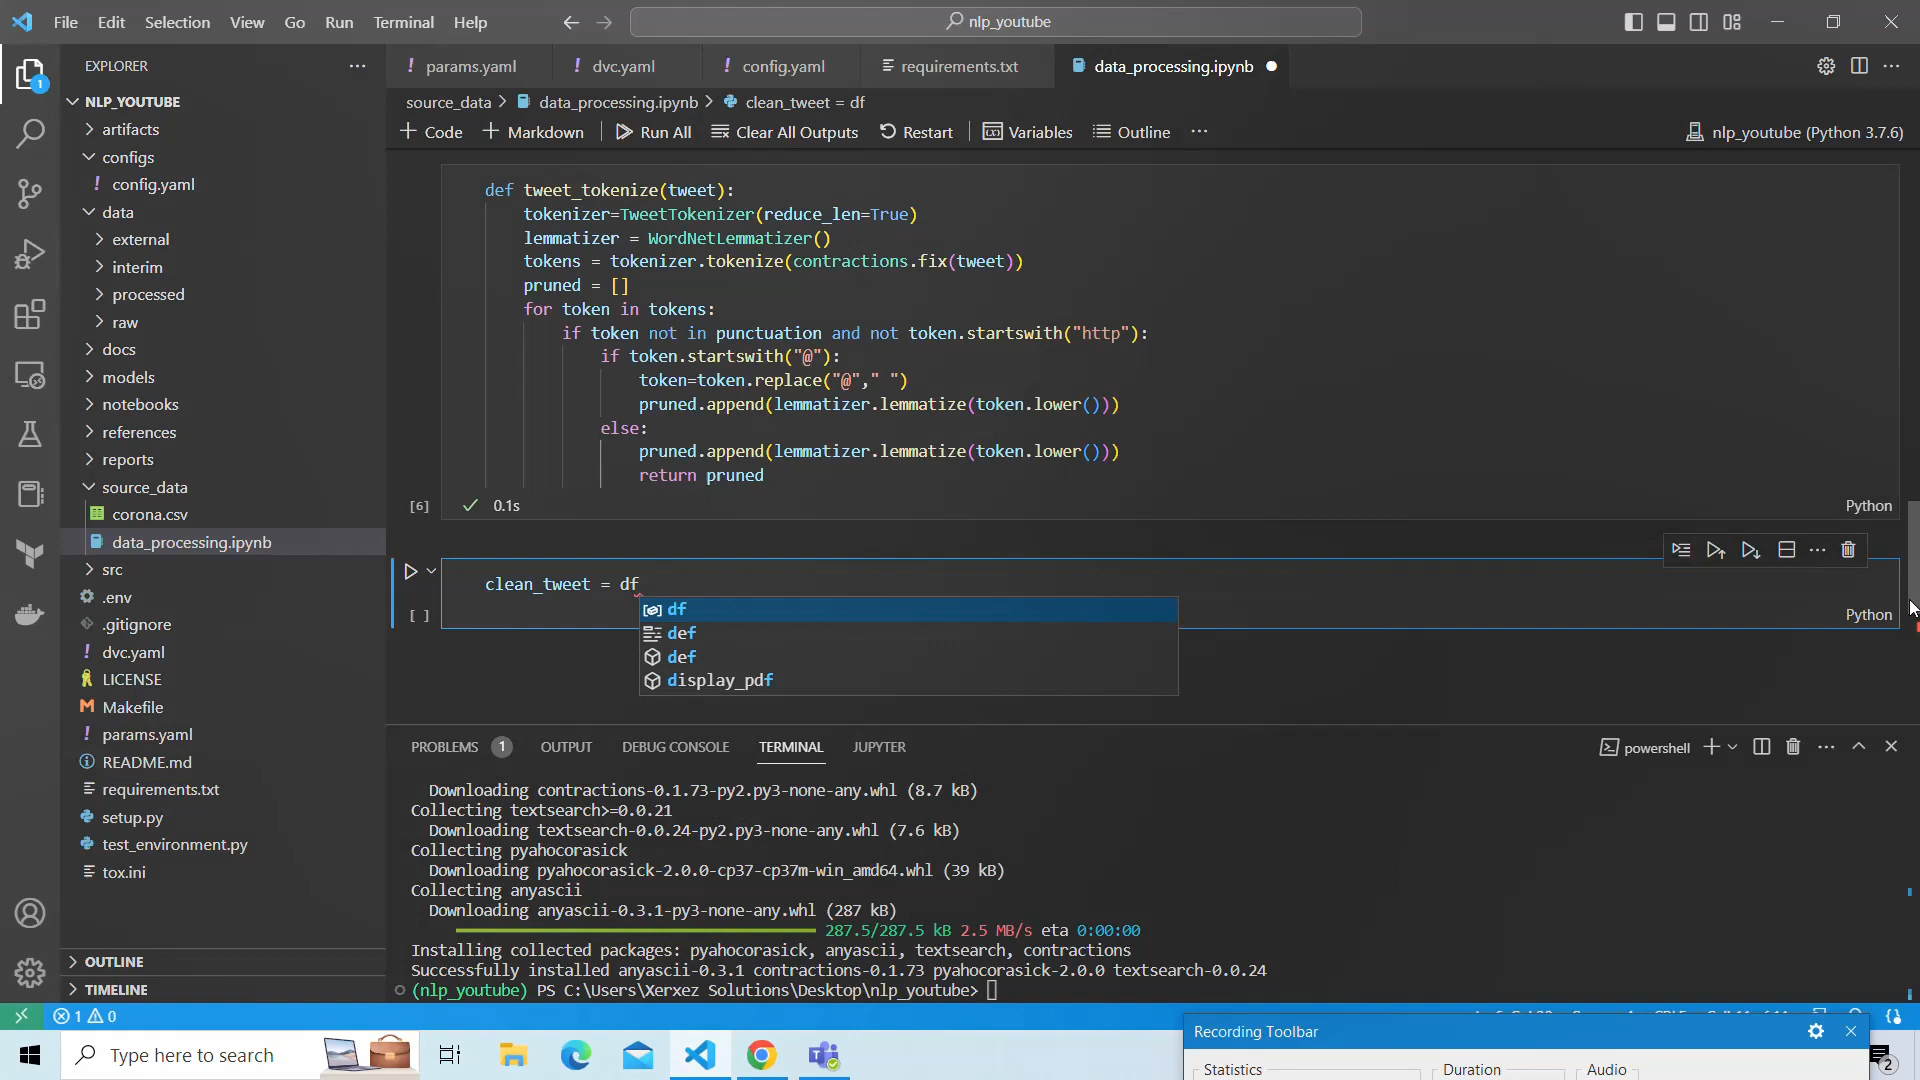 File Edit Selection View Go Run Terminal Help
nlp_youtube
EXPLORER
NLP_YOUTUBE
artifacts
configs
! config.yaml
data
external
interim
processed
raw
docs
models
notebooks
references
reports
source_data
corona.csv
data_processing.ipynb
src
.env
.gitignore
dvc.yaml
LICENSE
Makefile
! params.yaml
README.md
requirements.txt
setup.py
test_environment.py
tox.ini
OUTLINE
TIMELINE
! params.yaml ! dvc.yaml ! config.yaml requirements.txt data_processing.ipynb
source_data > data_processing.ipynb > clean_tweet = df
+ Code + Markdown Run All Clear All Outputs Restart Variables Outline ... nlp_youtube (Python 3.7.6)
def tweet_tokenize(tweet):
tokenizer=TweetTokenizer(reduce_len=True)
lemmatizer = WordNetLemmatizer()
tokens = tokenizer.tokenize(contractions.fix(tweet))
pruned = []
for token in tokens:
if token not in punctuation and not token.startswith("http"):
if token.startswith("@"):
token=token.replace("@"," ")
pruned.append(lemmatizer.lemmatize(token.lower()))
else:
pruned.append(lemmatizer.lemmatize(token.lower()))
return pruned
[6] 0.1s Python
clean_tweet = df
[ ] Python
df
def
def
display_pdf
PROBLEMS 1 OUTPUT DEBUG CONSOLE TERMINAL JUPYTER powershell
Downloading contractions-0.1.73-py2.py3-none-any.whl (8.7 kB)
Collecting textsearch>=0.0.21
Downloading textsearch-0.0.24-py2.py3-none-any.whl (7.6 kB)
Collecting pyahocorasick
Downloading pyahocorasick-2.0.0-cp37-cp37m-win_amd64.whl (39 kB)
Collecting anyascii
Downloading anyascii-0.3.1-py3-none-any.whl (287 kB)
287.5/287.5 kB 2.5 MB/s eta 0:00:00
Installing collected packages: pyahocorasick, anyascii, textsearch, contractions
Successfully installed anyascii-0.3.1 contractions-0.1.73 pyahocorasick-2.0.0 textsearch-0.0.24
(nlp_youtube) PS C:\Users\Xerxez Solutions\Desktop\nlp_youtube>
1 0
Recording Toolbar
Statistics Duration Audio
Type here to search
2